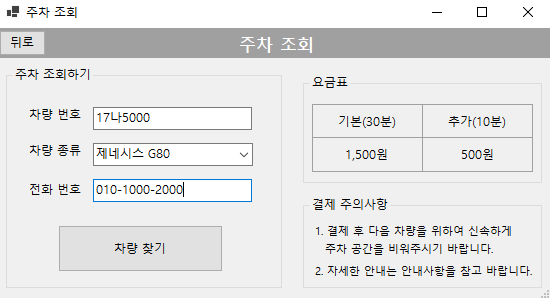 주차 조회
뒤로
주차 조회
주차 조회하기
차량 번호
17나5000
차량 종류
제네시스 G80
전화 번호
010-1000-2000
차량 찾기
요금표
기본(30분) 추가(10분)
1,500원 500원
결제 주의사항
1. 결제 후 다음 차량을 위하여 신속하게
주차 공간을 비워주시기 바랍니다.
2. 자세한 안내는 안내사항을 참고 바랍니다.